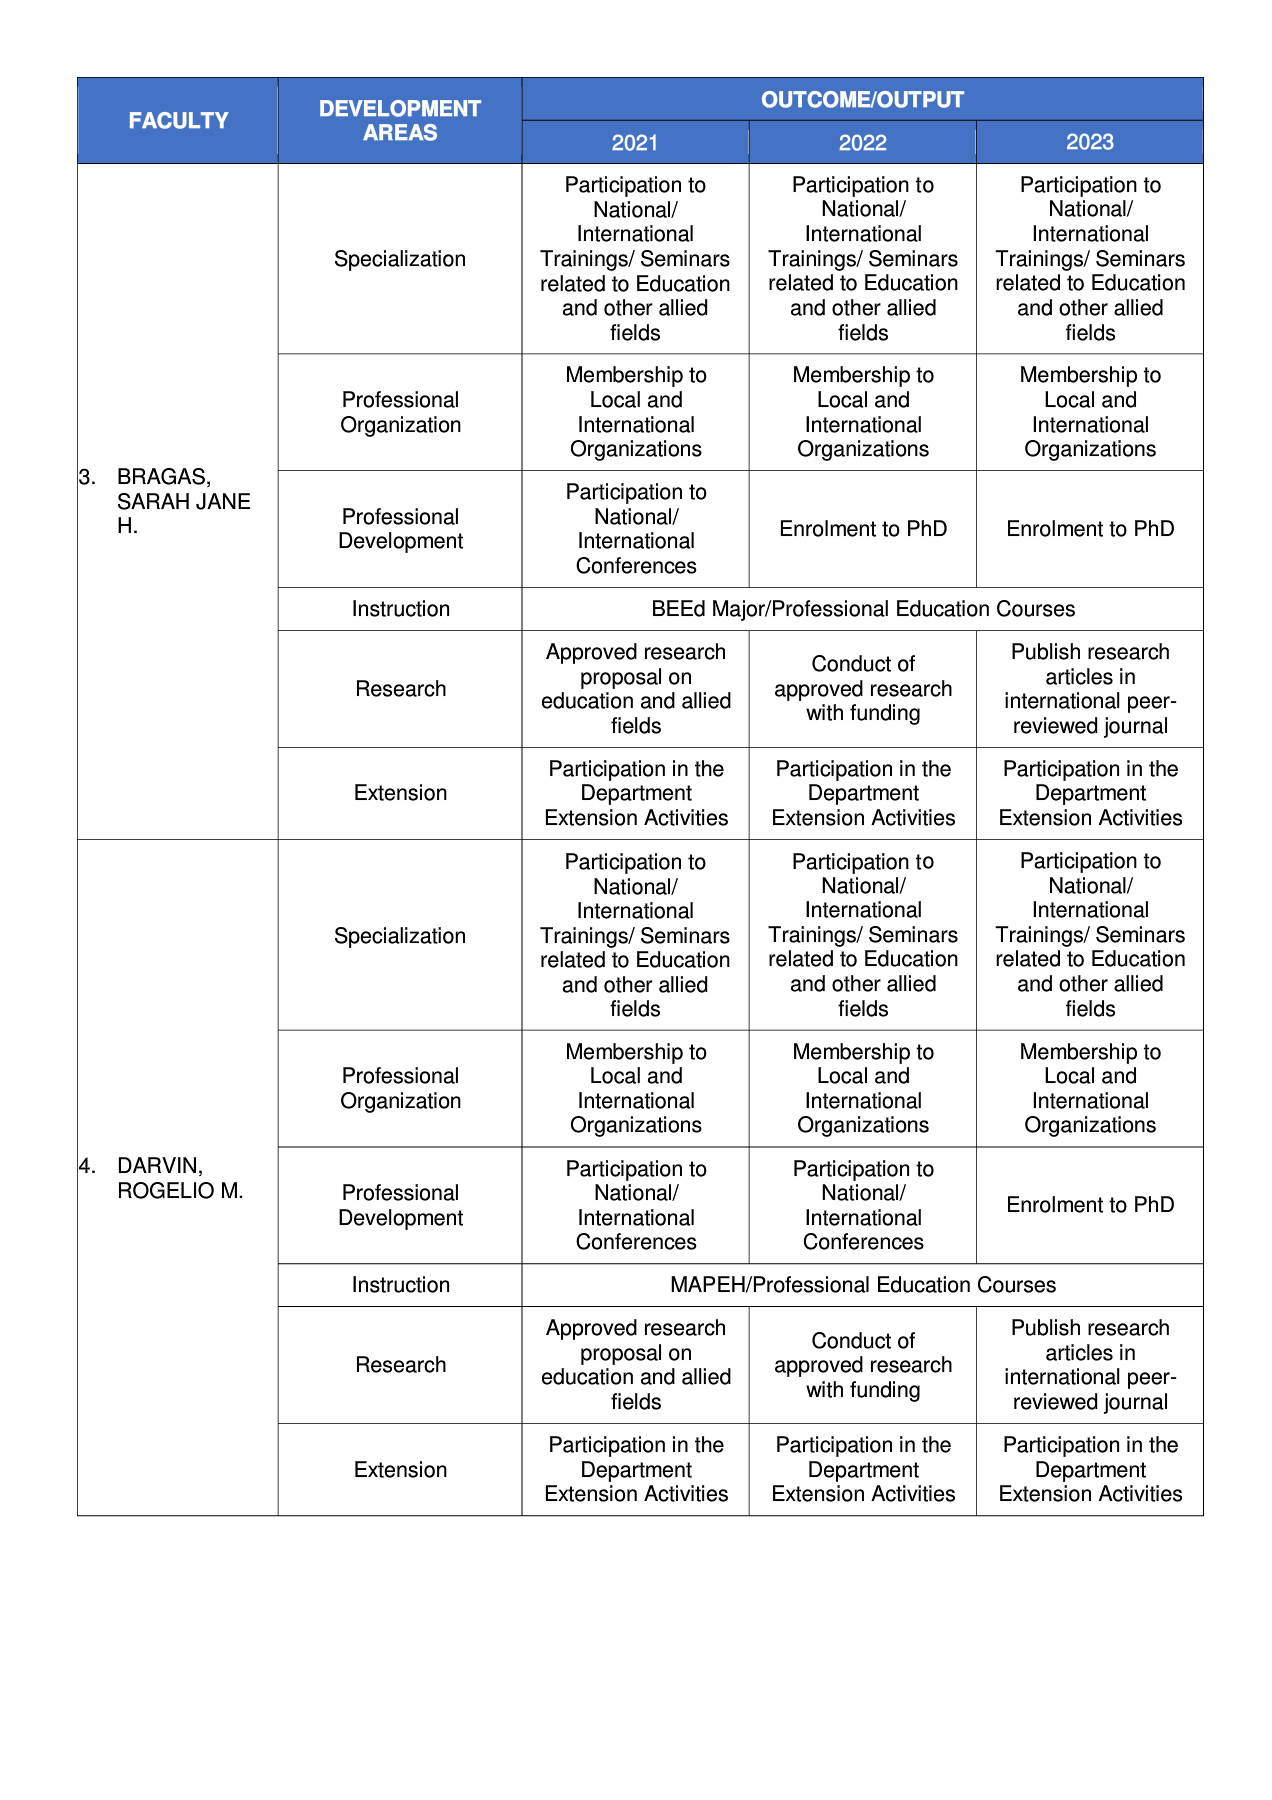 FACULTY
DEVELOPMENT
AREAS
OUTCOME/OUTPUT
2021
2022
2023
3. BRAGAS,
SARAH JANE
H.
Specialization
Participation to
National/
International
Trainings/ Seminars
related to Education
and other allied
fields
Participation to
National/
International
Trainings/ Seminars
related to Education
and other allied
fields
Participation to
National/
International
Trainings/ Seminars
related to Education
and other allied
fields
Professional
Organization
Membership to
Local and
International
Organizations
Membership to
Local and
International
Organizations
Membership to
Local and
International
Organizations
Professional
Development
Participation to
National/
International
Conferences
Enrolment to PhD
Enrolment to PhD
Instruction
BEEd Major/Professional Education Courses
Research
Approved research
proposal on
education and allied
fields
Conduct of
approved research
with funding
Publish research
articles in
international peer-
reviewed journal
Extension
Participation in the
Department
Extension Activities
Participation in the
Department
Extension Activities
Participation in the
Department
Extension Activities
4. DARVIN,
ROGELIO M.
Specialization
Participation to
National/
International
Trainings/ Seminars
related to Education
and other allied
fields
Participation to
National/
International
Trainings/ Seminars
related to Education
and other allied
fields
Participation to
National/
International
Trainings/ Seminars
related to Education
and other allied
fields
Professional
Organization
Membership to
Local and
International
Organizations
Membership to
Local and
International
Organizations
Membership to
Local and
International
Organizations
Professional
Development
Participation to
National/
International
Conferences
Participation to
National/
International
Conferences
Enrolment to PhD
Instruction
MAPEH/Professional Education Courses
Research
Approved research
proposal on
education and allied
fields
Conduct of
approved research
with funding
Publish research
articles in
international peer-
reviewed journal
Extension
Participation in the
Department
Extension Activities
Participation in the
Department
Extension Activities
Participation in the
Department
Extension Activities